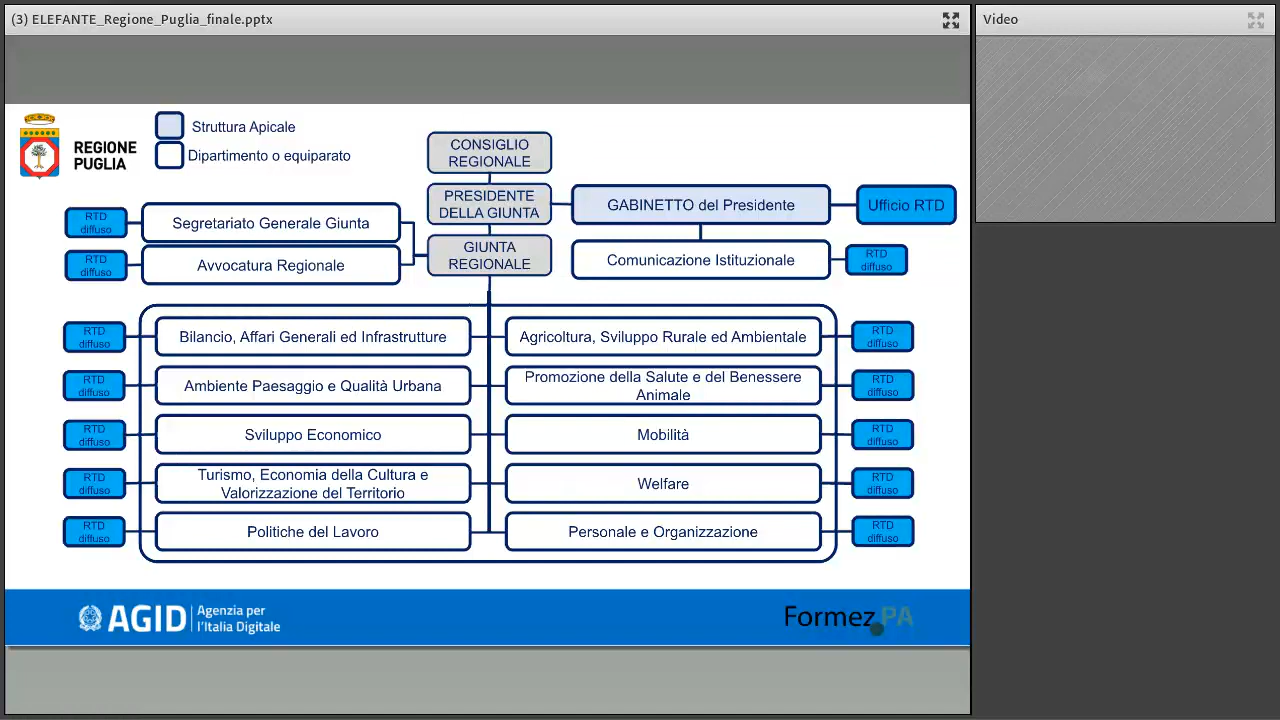 (3) ELEFANTE_Regione_Puglia_finale.pptx
Video
REGIONE
PUGLIA
Struttura Apicale
Dipartimento o equiparato
CONSIGLIO
REGIONALE
PRESIDENTE
DELLA GIUNTA
GABINETTO del Presidente
Ufficio RTD
RTD
diffuso
Segretariato Generale Giunta
GIUNTA
REGIONALE
Comunicazione Istituzionale
RTD
diffuso
RTD
diffuso
Avvocatura Regionale
RTD
diffuso
Bilancio, Affari Generali ed Infrastrutture
Agricoltura, Sviluppo Rurale ed Ambientale
RTD
diffuso
RTD
diffuso
Ambiente Paesaggio e Qualità Urbana
Promozione della Salute e del Benessere
Animale
RTD
diffuso
RTD
diffuso
Sviluppo Economico
Mobilità
RTD
diffuso
RTD
diffuso
Turismo, Economia della Cultura e
Valorizzazione del Territorio
Welfare
RTD
diffuso
RTD
diffuso
Politiche del Lavoro
Personale e Organizzazione
RTD
diffuso
AGID
Agenzia per
l'Italia Digitale
Formez PA